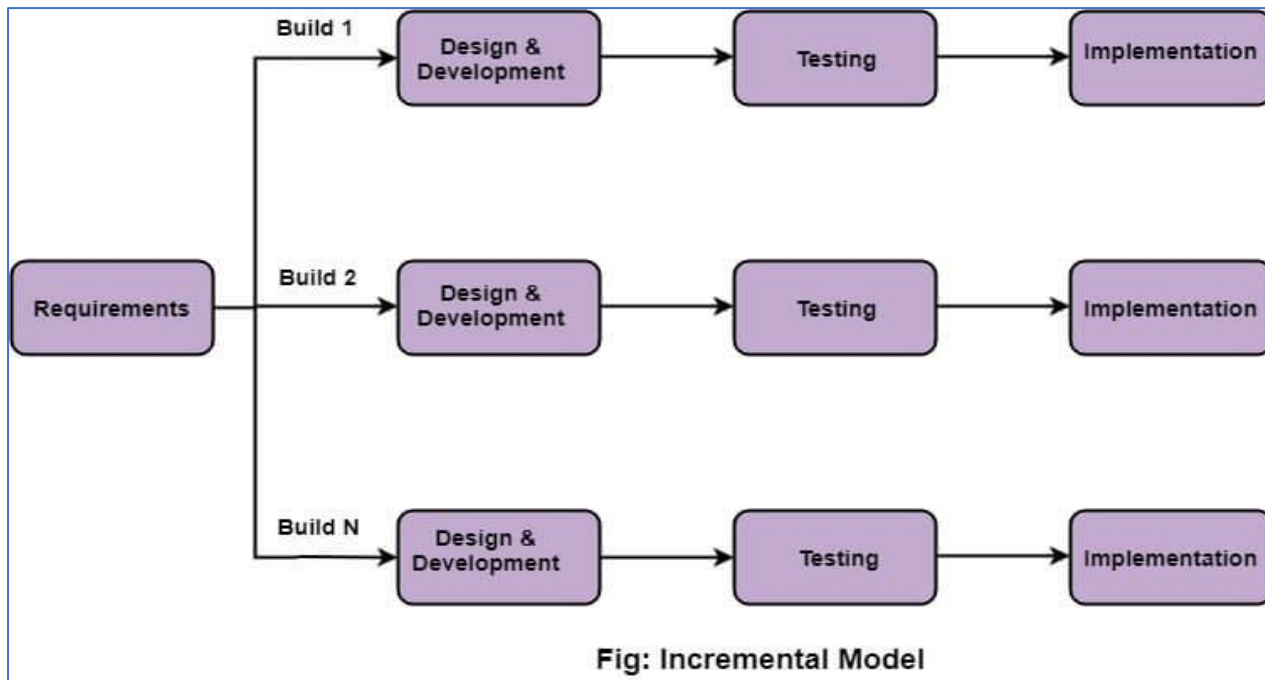 Build 1
Design &
Development
Testing
Implementation
Requirements
Build 2
Design &
Development
Testing
Implementation
Build N
Design &
Development
Testing
Implementation
Fig: Incremental Model